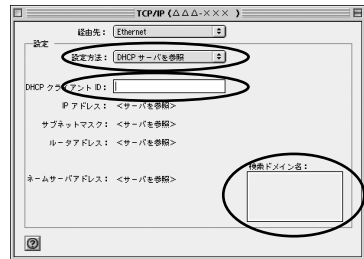 TCP/IP (△△△-××× )
経由先： Ethernet
設定
設定方法： DHCP サーバを参照
DHCP クライアント ID：
IP アドレス： <サーバを参照>
サブネットマスク： <サーバを参照>
ルータアドレス： <サーバを参照>
検索ドメイン名：
ネームサーバアドレス： <サーバを参照>
?